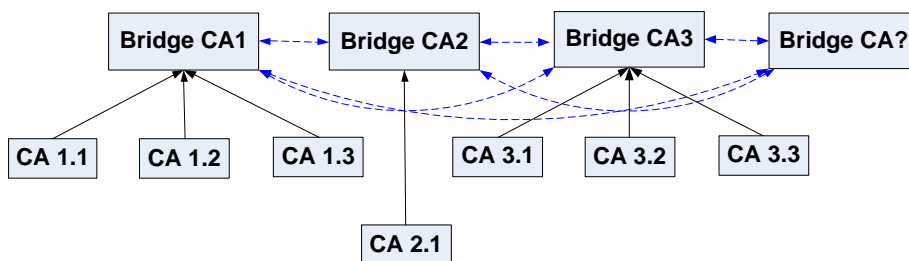 Bridge CA1
Bridge CA2
Bridge CA3
Bridge CA?
CA 1.1
CA 1.2
CA 1.3
CA 3.1
CA 3.2
CA 3.3
CA 2.1